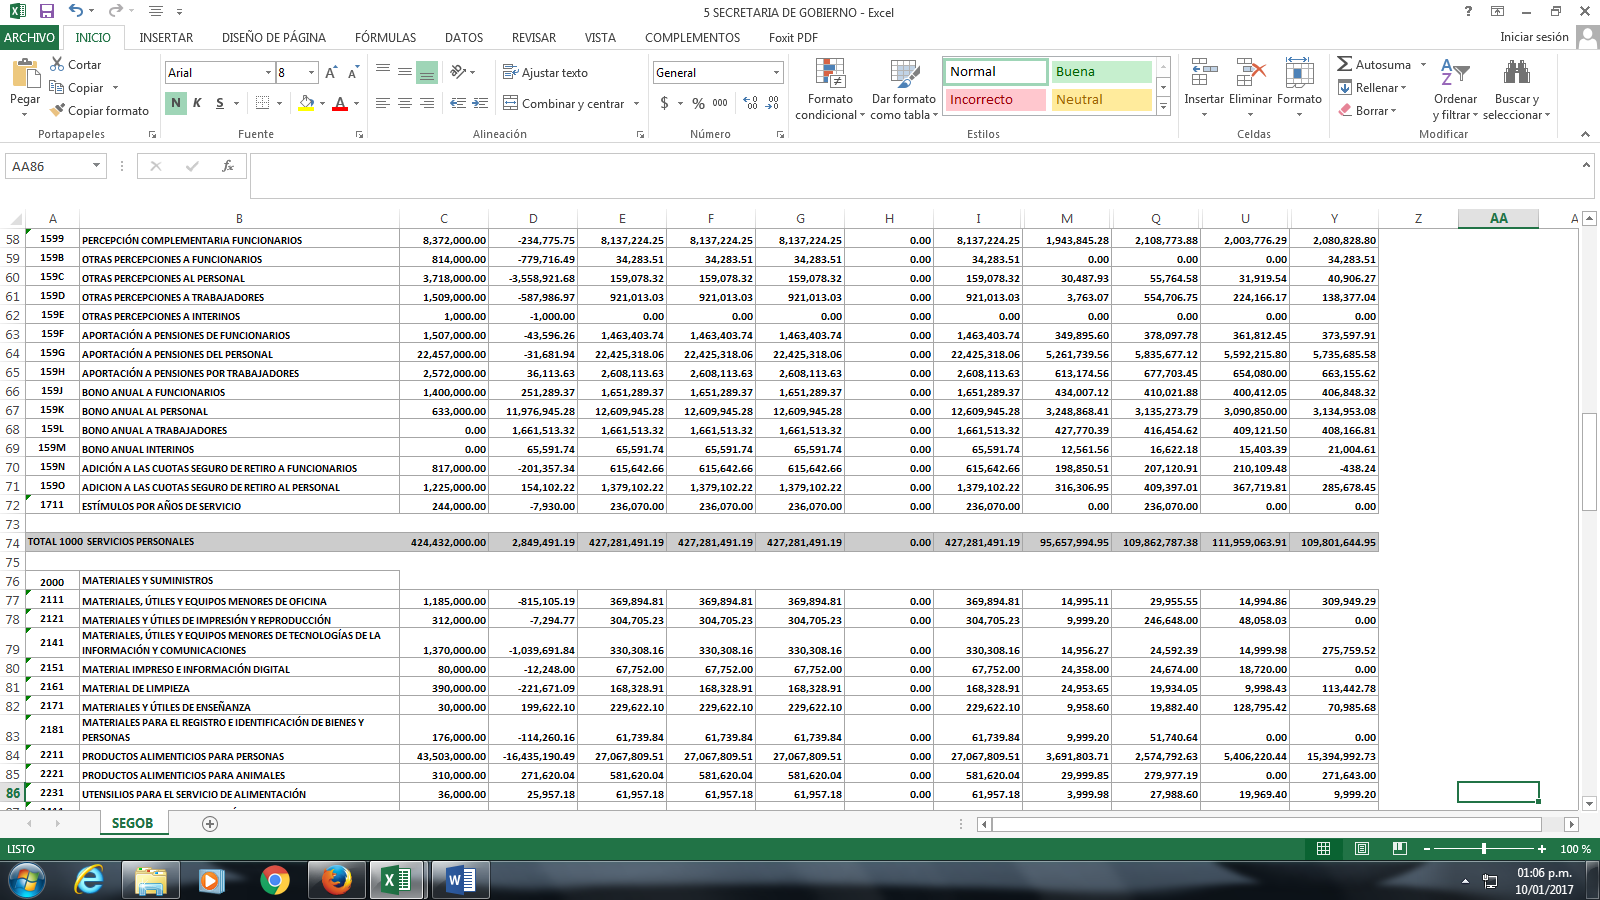 5 SECRETARIA DE GOBIERNO - Excel
ARCHIVO INICIO INSERTAR DISEÑO DE PÁGINA FÓRMULAS DATOS REVISAR VISTA COMPLEMENTOS Foxit PDF Iniciar sesión
Pegar
Cortar
Copiar
Copiar formato
Portapapeles
Arial 8
N K S
Fuente
Ajustar texto
Combinar y centrar
Alineación
General
$ % 000
Número
Formato condicional
Dar formato como tabla
Normal Buena
Incorrecto Neutral
Estilos
Insertar Eliminar Formato
Celdas
Autosuma
Rellenar
Borrar
Ordenar y filtrar
Buscar y seleccionar
Modificar
AA86 fx
A B C D E F G H I M Q U Y Z AA A
58 1599 PERCEPCIÓN COMPLEMENTARIA FUNCIONARIOS 8,372,000.00 -234,775.75 8,137,224.25 8,137,224.25 8,137,224.25 0.00 8,137,224.25 1,943,845.28 2,108,773.88 2,003,776.29 2,080,828.80
59 159B OTRAS PERCEPCIONES A FUNCIONARIOS 814,000.00 -779,716.49 34,283.51 34,283.51 34,283.51 0.00 34,283.51 0.00 0.00 0.00 34,283.51
60 159C OTRAS PERCEPCIONES AL PERSONAL 3,718,000.00 -3,558,921.68 159,078.32 159,078.32 159,078.32 0.00 159,078.32 30,487.93 55,764.58 31,919.54 40,906.27
61 159D OTRAS PERCEPCIONES A TRABAJADORES 1,509,000.00 -587,986.97 921,013.03 921,013.03 921,013.03 0.00 921,013.03 3,763.07 554,706.75 224,166.17 138,377.04
62 159E OTRAS PERCEPCIONES A INTERINOS 1,000.00 -1,000.00 0.00 0.00 0.00 0.00 0.00 0.00 0.00 0.00 0.00
63 159F APORTACIÓN A PENSIONES DE FUNCIONARIOS 1,507,000.00 -43,596.26 1,463,403.74 1,463,403.74 1,463,403.74 0.00 1,463,403.74 349,895.60 378,097.78 361,812.45 373,597.91
64 159G APORTACIÓN A PENSIONES DEL PERSONAL 22,457,000.00 -31,681.94 22,425,318.06 22,425,318.06 22,425,318.06 0.00 22,425,318.06 5,261,739.56 5,835,677.12 5,592,215.80 5,735,685.58
65 159H APORTACIÓN A PENSIONES POR TRABAJADORES 2,572,000.00 36,113.63 2,608,113.63 2,608,113.63 2,608,113.63 0.00 2,608,113.63 613,174.56 677,703.45 654,080.00 663,155.62
66 159J BONO ANUAL A FUNCIONARIOS 1,400,000.00 251,289.37 1,651,289.37 1,651,289.37 1,651,289.37 0.00 1,651,289.37 434,007.12 410,021.88 400,412.05 406,848.32
67 159K BONO ANUAL AL PERSONAL 633,000.00 11,976,945.28 12,609,945.28 12,609,945.28 12,609,945.28 0.00 12,609,945.28 3,248,868.41 3,135,273.79 3,090,850.00 3,134,953.08
68 159L BONO ANUAL A TRABAJADORES 0.00 1,661,513.32 1,661,513.32 1,661,513.32 1,661,513.32 0.00 1,661,513.32 427,770.39 416,454.62 409,121.50 408,166.81
69 159M BONO ANUAL INTERINOS 0.00 65,591.74 65,591.74 65,591.74 65,591.74 0.00 65,591.74 12,561.56 16,622.18 15,403.39 21,004.61
70 159N ADICIÓN A LAS CUOTAS SEGURO DE RETIRO A FUNCIONARIOS 817,000.00 -201,357.34 615,642.66 615,642.66 615,642.66 0.00 615,642.66 198,850.51 207,120.91 210,109.48 -438.24
71 159O ADICION A LAS CUOTAS SEGURO DE RETIRO AL PERSONAL 1,225,000.00 154,102.22 1,379,102.22 1,379,102.22 1,379,102.22 0.00 1,379,102.22 316,306.95 409,397.01 367,719.81 285,678.45
72 1711 ESTÍMULOS POR AÑOS DE SERVICIO 244,000.00 -7,930.00 236,070.00 236,070.00 236,070.00 0.00 236,070.00 0.00 236,070.00 0.00 0.00
73
74 TOTAL 1000 SERVICIOS PERSONALES 424,432,000.00 2,849,491.19 427,281,491.19 427,281,491.19 427,281,491.19 0.00 427,281,491.19 95,657,994.95 109,862,787.38 111,959,063.91 109,801,644.95
75
76 2000 MATERIALES Y SUMINISTROS
77 2111 MATERIALES, ÚTILES Y EQUIPOS MENORES DE OFICINA 1,185,000.00 -815,105.19 369,894.81 369,894.81 369,894.81 0.00 369,894.81 14,995.11 29,955.55 14,994.86 309,949.29
78 2121 MATERIALES Y ÚTILES DE IMPRESIÓN Y REPRODUCCIÓN 312,000.00 -7,294.77 304,705.23 304,705.23 304,705.23 0.00 304,705.23 9,999.20 246,648.00 48,058.03 0.00
MATERIALES, ÚTILES Y EQUIPOS MENORES DE TECNOLOGÍAS DE LA
79 2141 INFORMACIÓN Y COMUNICACIONES 1,370,000.00 -1,039,691.84 330,308.16 330,308.16 330,308.16 0.00 330,308.16 14,956.27 24,592.39 14,999.98 275,759.52
80 2151 MATERIAL IMPRESO E INFORMACIÓN DIGITAL 80,000.00 -12,248.00 67,752.00 67,752.00 67,752.00 0.00 67,752.00 24,358.00 24,674.00 18,720.00 0.00
81 2161 MATERIAL DE LIMPIEZA 390,000.00 -221,671.09 168,328.91 168,328.91 168,328.91 0.00 168,328.91 24,953.65 19,934.05 9,998.43 113,442.78
82 2171 MATERIALES Y ÚTILES DE ENSEÑANZA 30,000.00 199,622.10 229,622.10 229,622.10 229,622.10 0.00 229,622.10 9,958.60 19,882.40 128,795.42 70,985.68
MATERIALES PARA EL REGISTRO E IDENTIFICACIÓN DE BIENES Y
83 2181 PERSONAS 176,000.00 -114,260.16 61,739.84 61,739.84 61,739.84 0.00 61,739.84 9,999.20 51,740.64 0.00 0.00
84 2211 PRODUCTOS ALIMENTICIOS PARA PERSONAS 43,503,000.00 -16,435,190.49 27,067,809.51 27,067,809.51 27,067,809.51 0.00 27,067,809.51 3,691,803.71 2,574,792.63 5,406,220.44 15,394,992.73
85 2221 PRODUCTOS ALIMENTICIOS PARA ANIMALES 310,000.00 271,620.04 581,620.04 581,620.04 581,620.04 0.00 581,620.04 29,999.85 279,977.19 0.00 271,643.00
86 2231 UTENSILIOS PARA EL SERVICIO DE ALIMENTACIÓN 36,000.00 25,957.18 61,957.18 61,957.18 61,957.18 0.00 61,957.18 3,999.98 27,988.60 19,969.40 9,999.20
SEGOB
LISTO 100 %
01:06 p.m.
10/01/2017